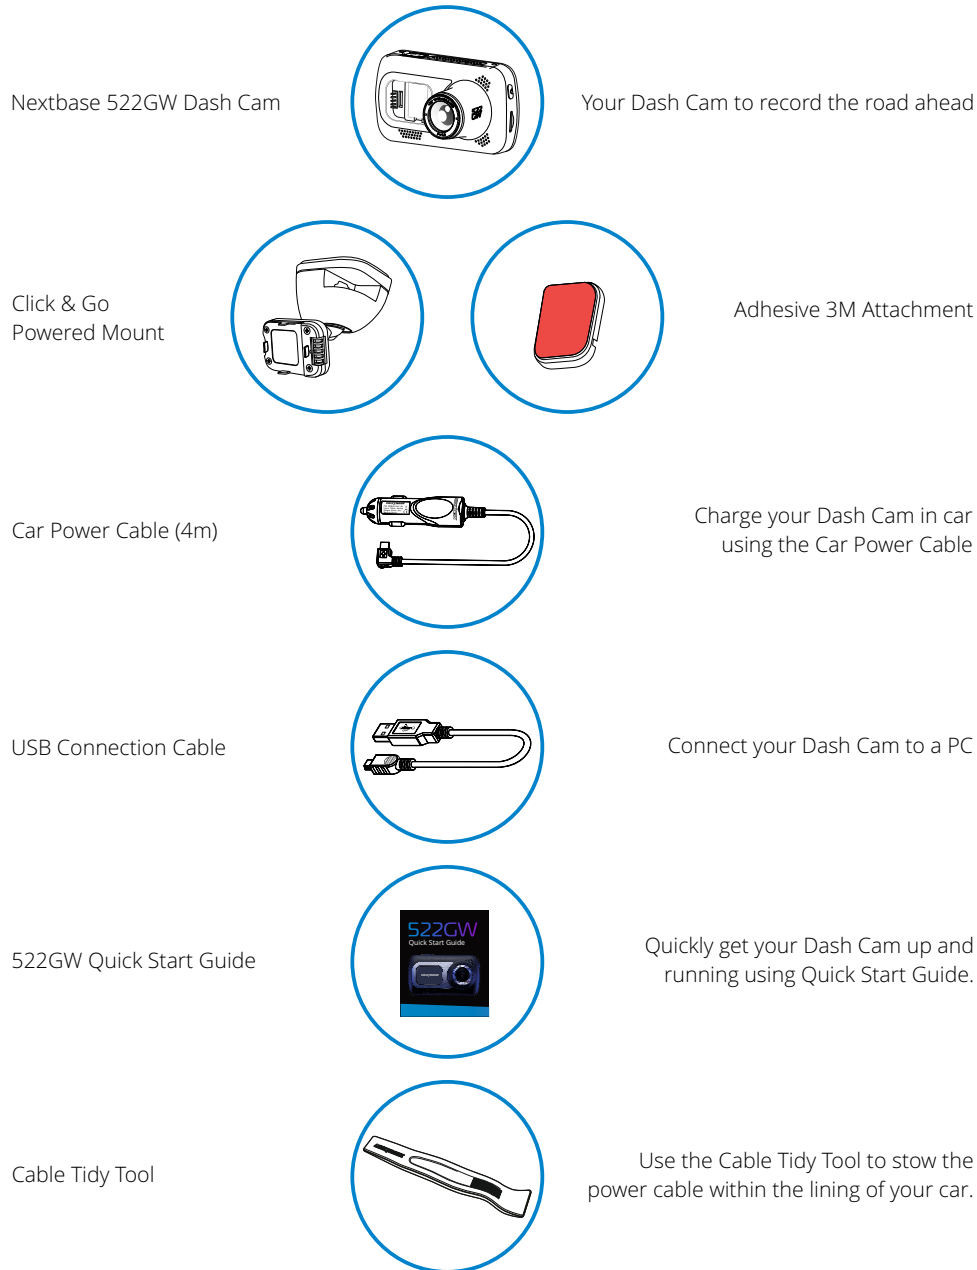 Nextbase 522GW Dash Cam
Your Dash Cam to record the road ahead
Click & Go
Powered Mount
Adhesive 3M Attachment
Car Power Cable (4m)
Charge your Dash Cam in car
using the Car Power Cable
USB Connection Cable
Connect your Dash Cam to a PC
522GW Quick Start Guide
522GW
Quick Start Guide
Quickly get your Dash Cam up and
running using Quick Start Guide.
Cable Tidy Tool
Use the Cable Tidy Tool to stow the
power cable within the lining of your car.